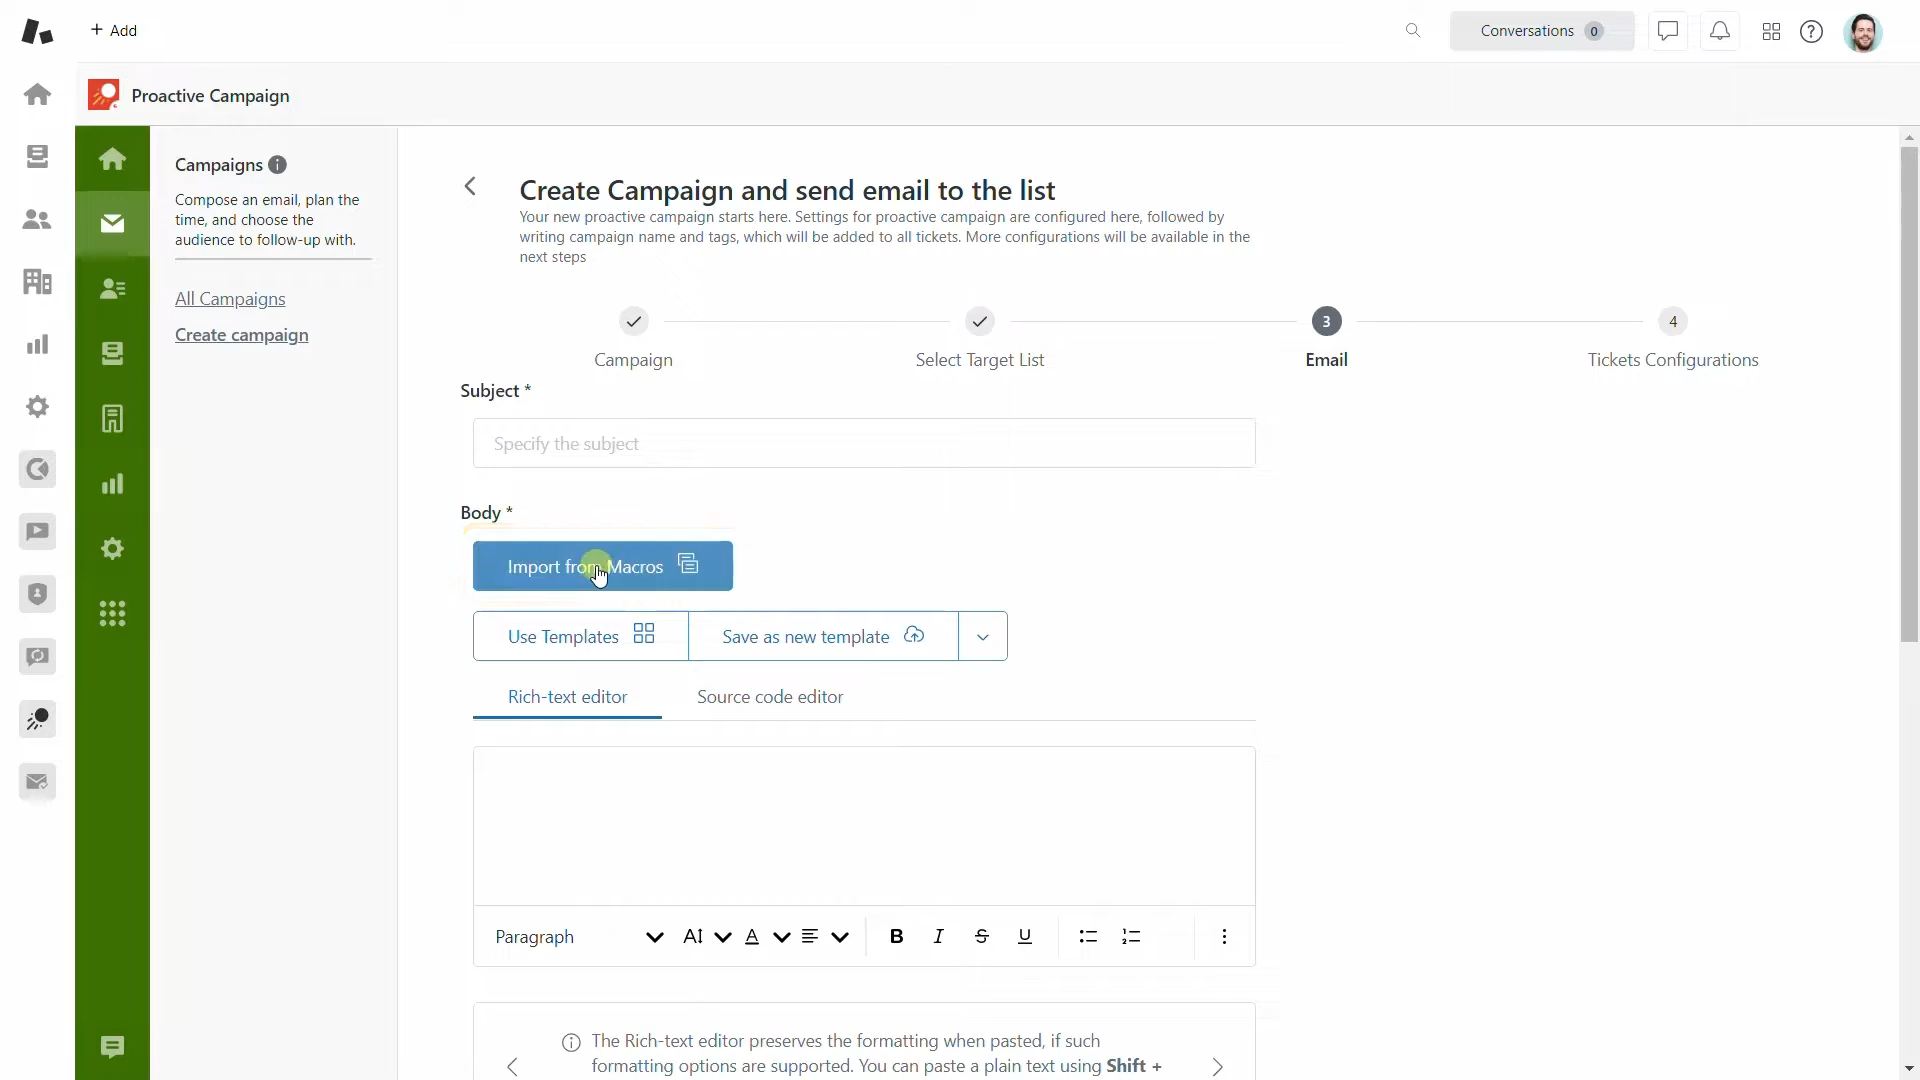 + Add
Conversations 0
Proactive Campaign
Campaigns
Compose an email, plan the
time, and choose the
audience to follow-up with.
All Campaigns
Create campaign
Create Campaign and send email to the list
Your new proactive campaign starts here. Settings for proactive campaign are configured here, followed by
writing campaign name and tags, which will be added to all tickets. More configurations will be available in the
next steps
3
4
Campaign
Select Target List
Email
Tickets Configurations
Subject *
Specify the subject
Body *
Import from Macros
Use Templates
Save as new template
Rich-text editor
Source code editor
Paragraph
The Rich-text editor preserves the formatting when pasted, if such
formatting options are supported. You can paste a plain text using Shift +